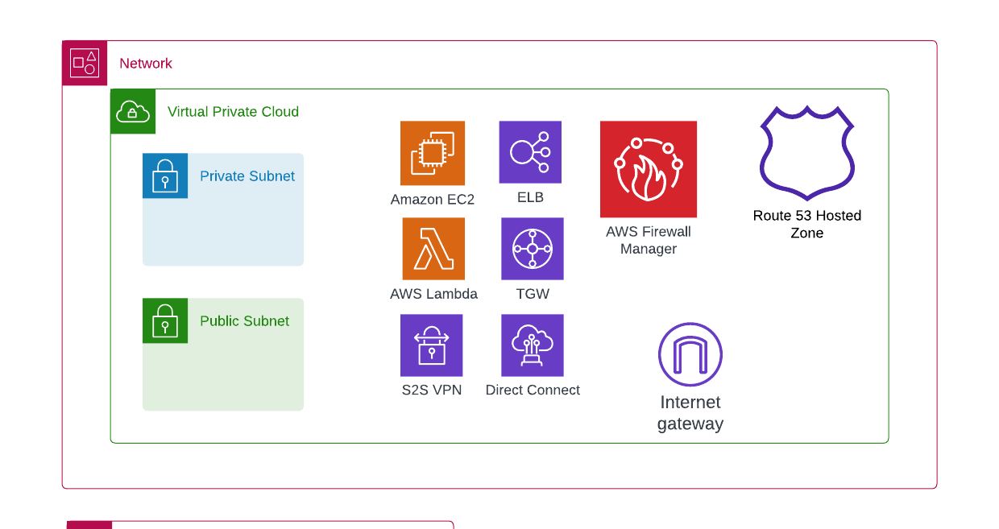 Network
Virtual Private Cloud
Private Subnet
Public Subnet
Amazon EC2
ELB
AWS Lambda
TGW
S2S VPN
Direct Connect
AWS Firewall
Manager
Route 53 Hosted
Zone
Internet
gateway